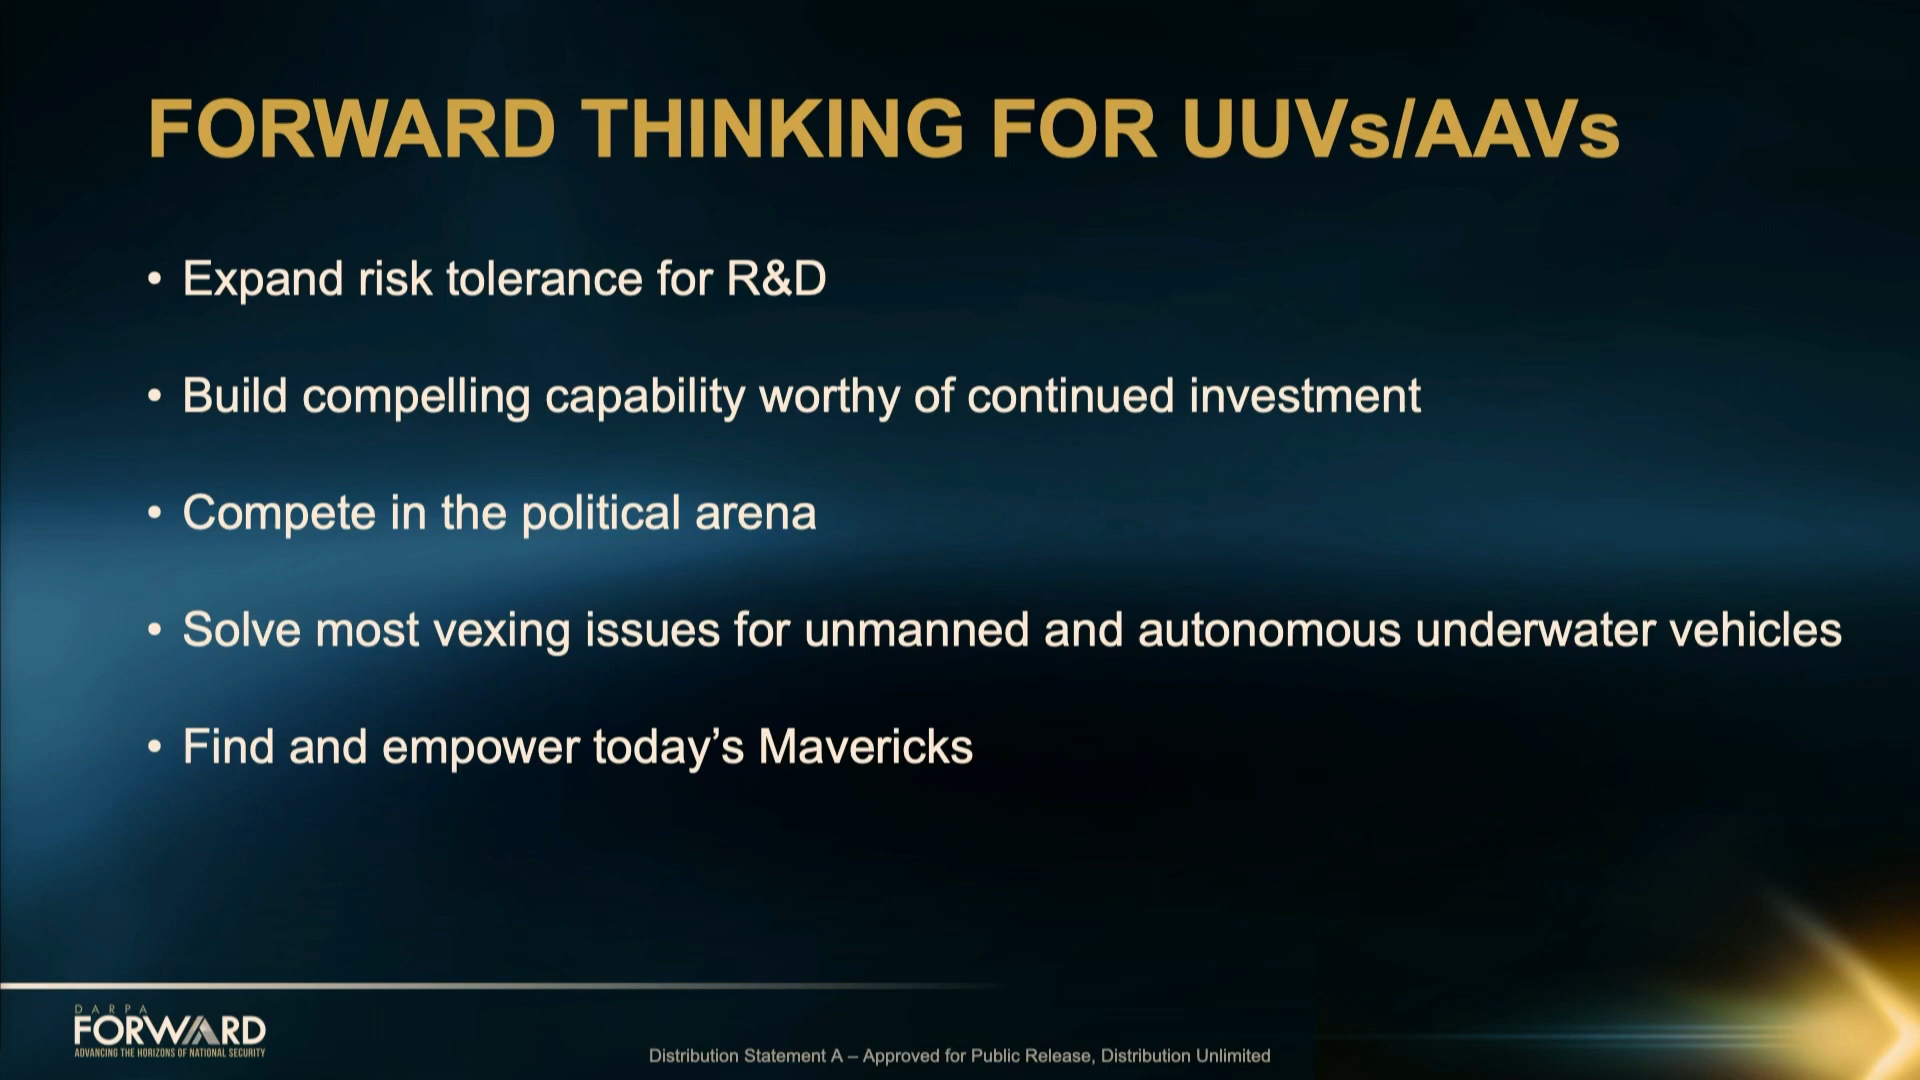 FORWARD THINKING FOR UUVs/AAVs
• Expand risk tolerance for R&D
• Build compelling capability worthy of continued investment
• Compete in the political arena
• Solve most vexing issues for unmanned and autonomous underwater vehicles
• Find and empower today’s Mavericks
DARPA
FORWARD
ADVANCING THE HORIZONS OF NATIONAL SECURITY
Distribution Statement A – Approved for Public Release, Distribution Unlimited